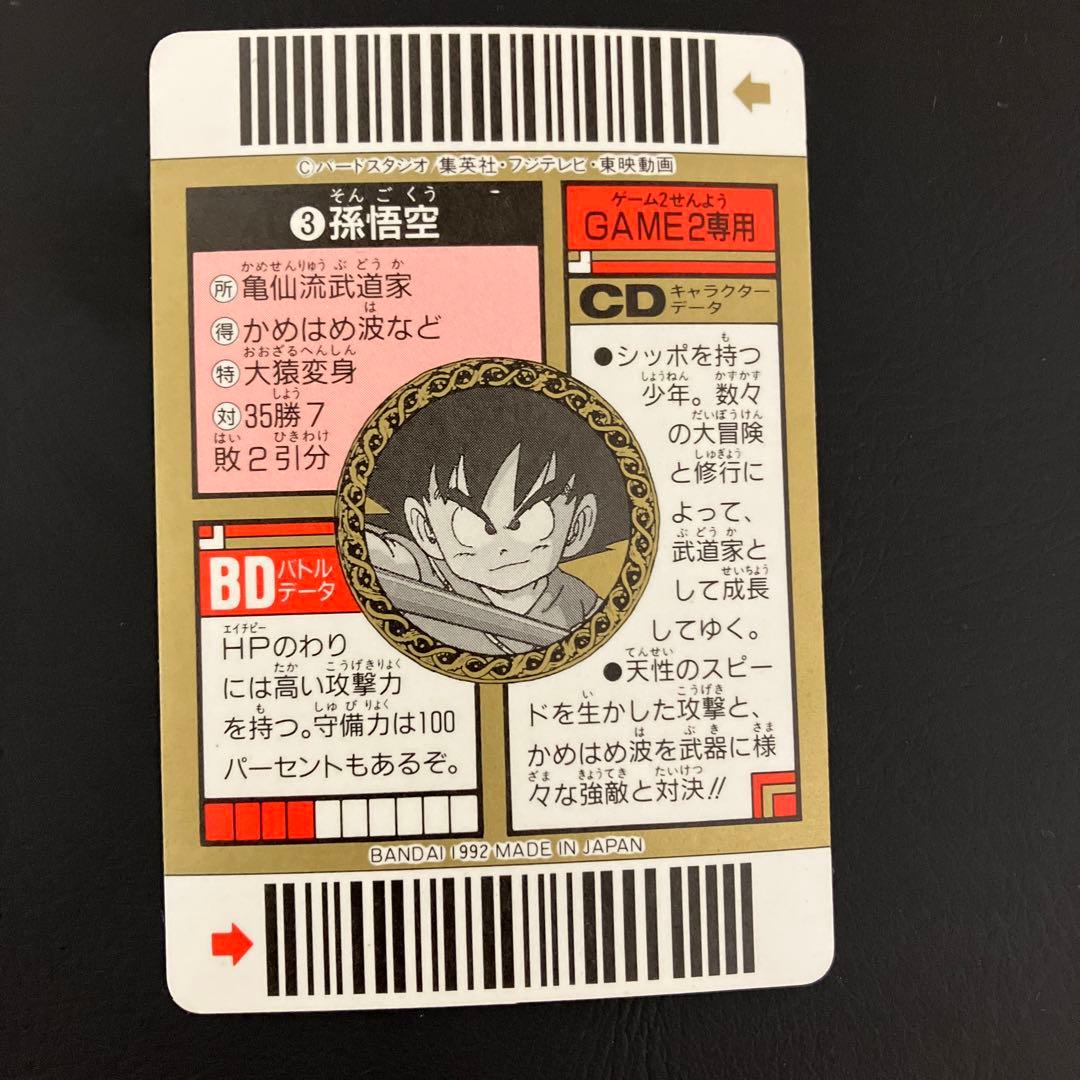 ©バードスタジオ/集英社・フジテレビ・東映動画
そんごくう
❸孫悟空
かめせんりゅうぶどうか
所 亀仙流武道家
は
得 かめはめ波など
おおざるへんしん
特 大猿変身
しょう
対 35勝7
はい ひきわけ
敗2引分
ゲーム2せんよう
GAME2専用
CD キャラクター
データ
も
●シッポを持つ
しょうねん かずかず
少年。数々
だいぼうけん
の大冒険
しゅぎょう
と修行に
よって、
ぶどうか
武道家と
せいちょう
して成長
してゆく。
てんせい
●天性のスピー
い こうげき
ドを生かした攻撃と、
は ぶき さま
かめはめ波を武器に様
ざま きょうてき たいけつ
々な強敵と対決!!
BD バトル
データ
エイチピー
HPのわり
たか こうげきりょく
には高い攻撃力
も しゅびりょく
を持つ。守備力は100
パーセントもあるぞ。
BANDAI 1992 MADE IN JAPAN